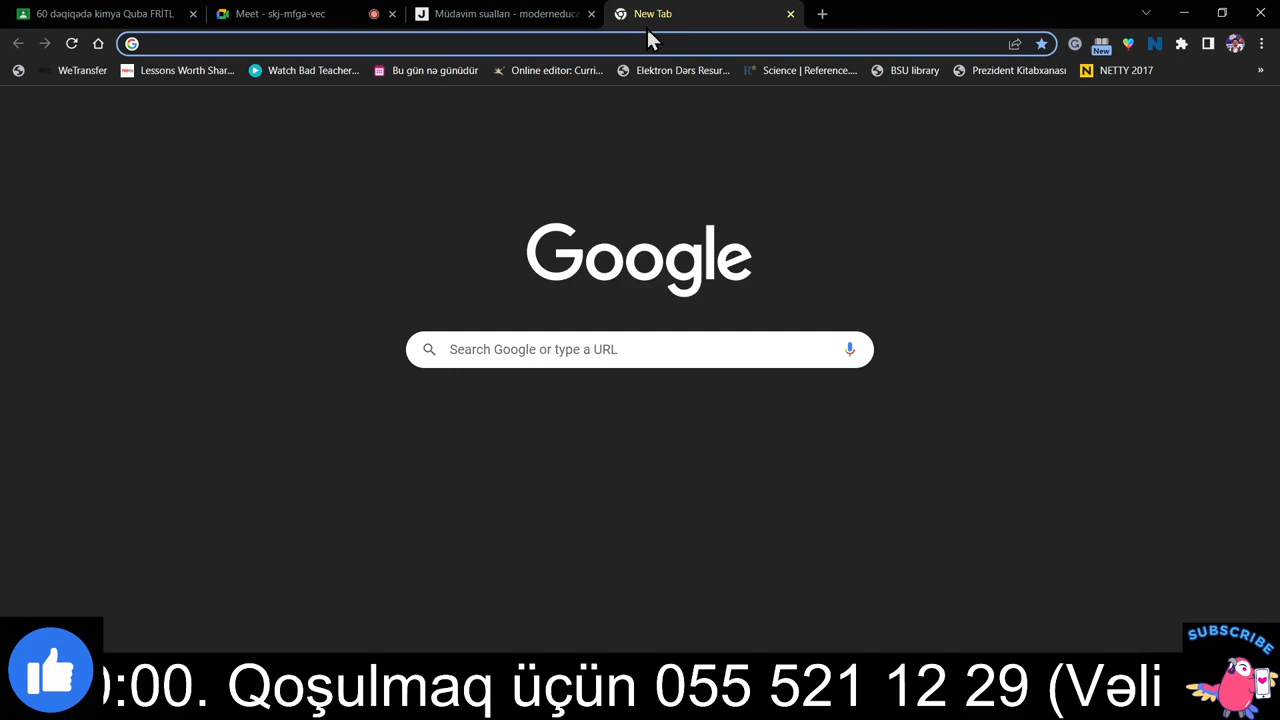 60 dəqiqədə kimya Quba FRİTL
Meet - skj-mfga-vec
Müdavim sualları - moderneduca
New Tab
New
WeTransfer
Lessons Worth Shar...
Watch Bad Teacher...
Bu gün nə günüdür
Online editor: Curri...
Elektron Dərs Resur...
Science | Reference....
BSU library
Prezident Kitabxanası
NETTY 2017
»
Google
Search Google or type a URL
SUBSCRIBE
:00. Qoşulmaq üçün 055 521 12 29 (Vəli